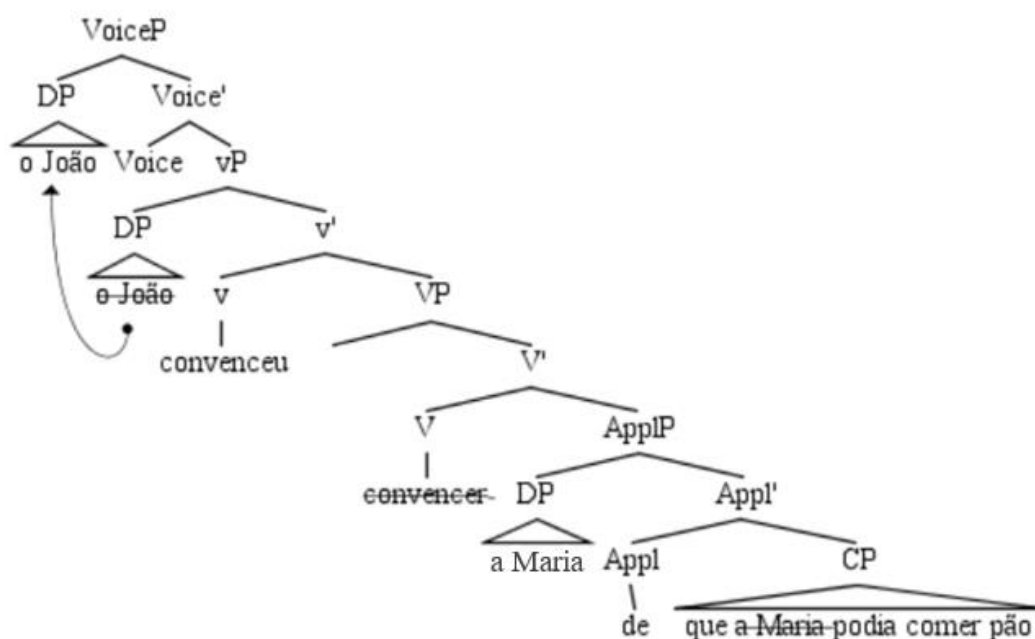 VoiceP
DP Voice'
o João Voice vP
DP v'
o João v VP
convenceu V'
V ApplP
convencer DP Appl'
a Maria Appl CP
de que a Maria podia comer pão